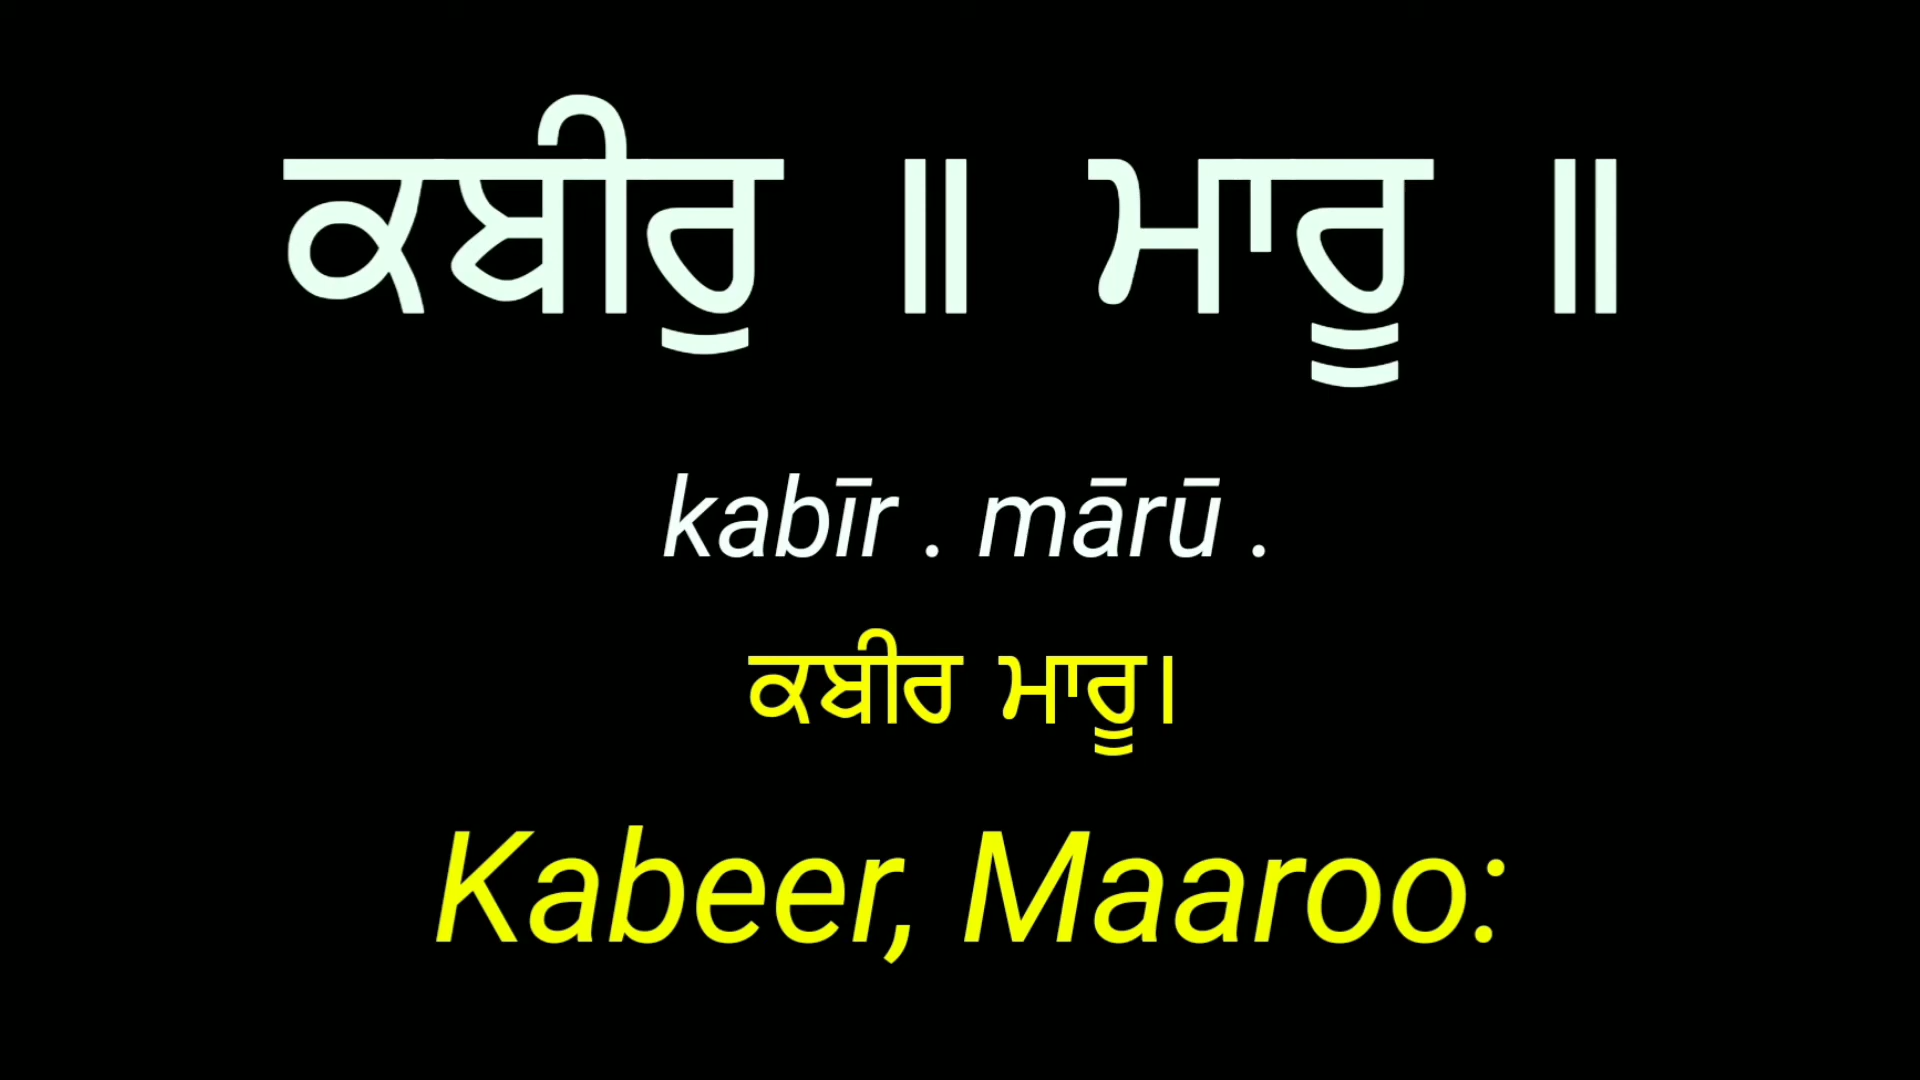 ਕਬੀਰੁ ॥ ਮਾਰੂ ॥
kabīr . mārū .
ਕਬੀਰ ਮਾਰੂ।
Kabeer, Maaroo: